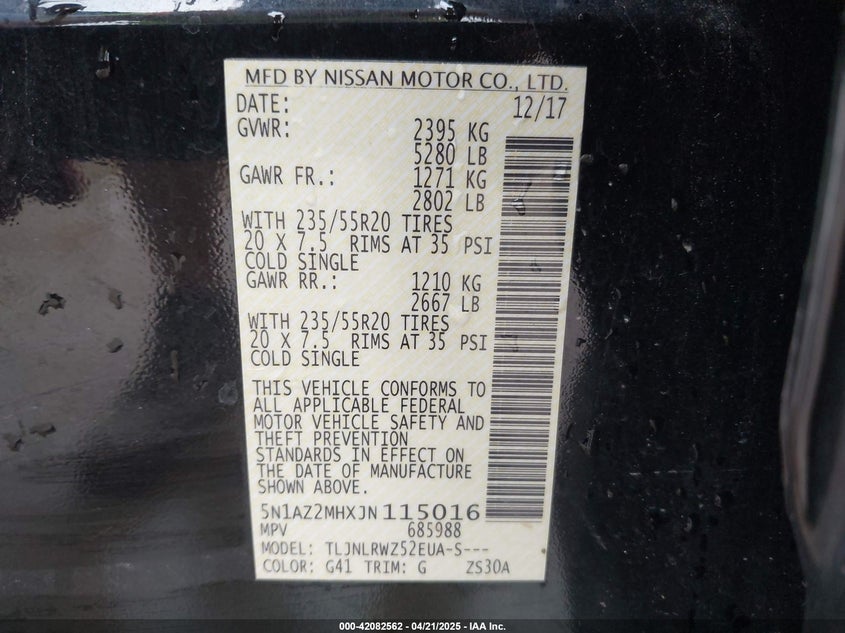 MFD BY NISSAN MOTOR CO., LTD.
DATE: 12/17
GVWR: 2395 KG
5280 LB
GAWR FR.: 1271 KG
2802 LB
WITH 235/55R20 TIRES
20 X 7.5 RIMS AT 35 PSI
COLD SINGLE
GAWR RR.: 1210 KG
2667 LB
WITH 235/55R20 TIRES
20 X 7.5 RIMS AT 35 PSI
COLD SINGLE
THIS VEHICLE CONFORMS TO
ALL APPLICABLE FEDERAL
MOTOR VEHICLE SAFETY AND
THEFT PREVENTION
STANDARDS IN EFFECT ON
THE DATE OF MANUFACTURE
SHOWN ABOVE.
5N1AZ2MHXJN115016
MPV 685988
MODEL: TLJNLRWZ52EUA-S---
COLOR: G41 TRIM: G ZS30A
000-42082562 - 04/21/2025 - IAA Inc.